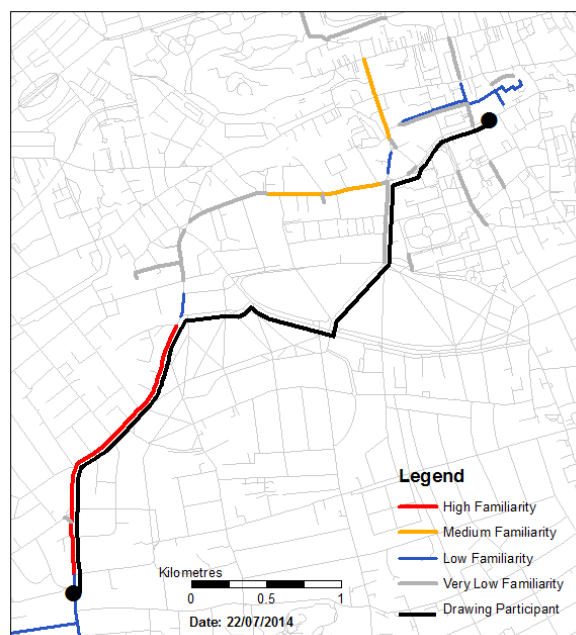 Legend
High Familiarity
Medium Familiarity
Low Familiarity
Very Low Familiarity
Drawing Participant
Kilometres
0 0.5 1
Date: 22/07/2014